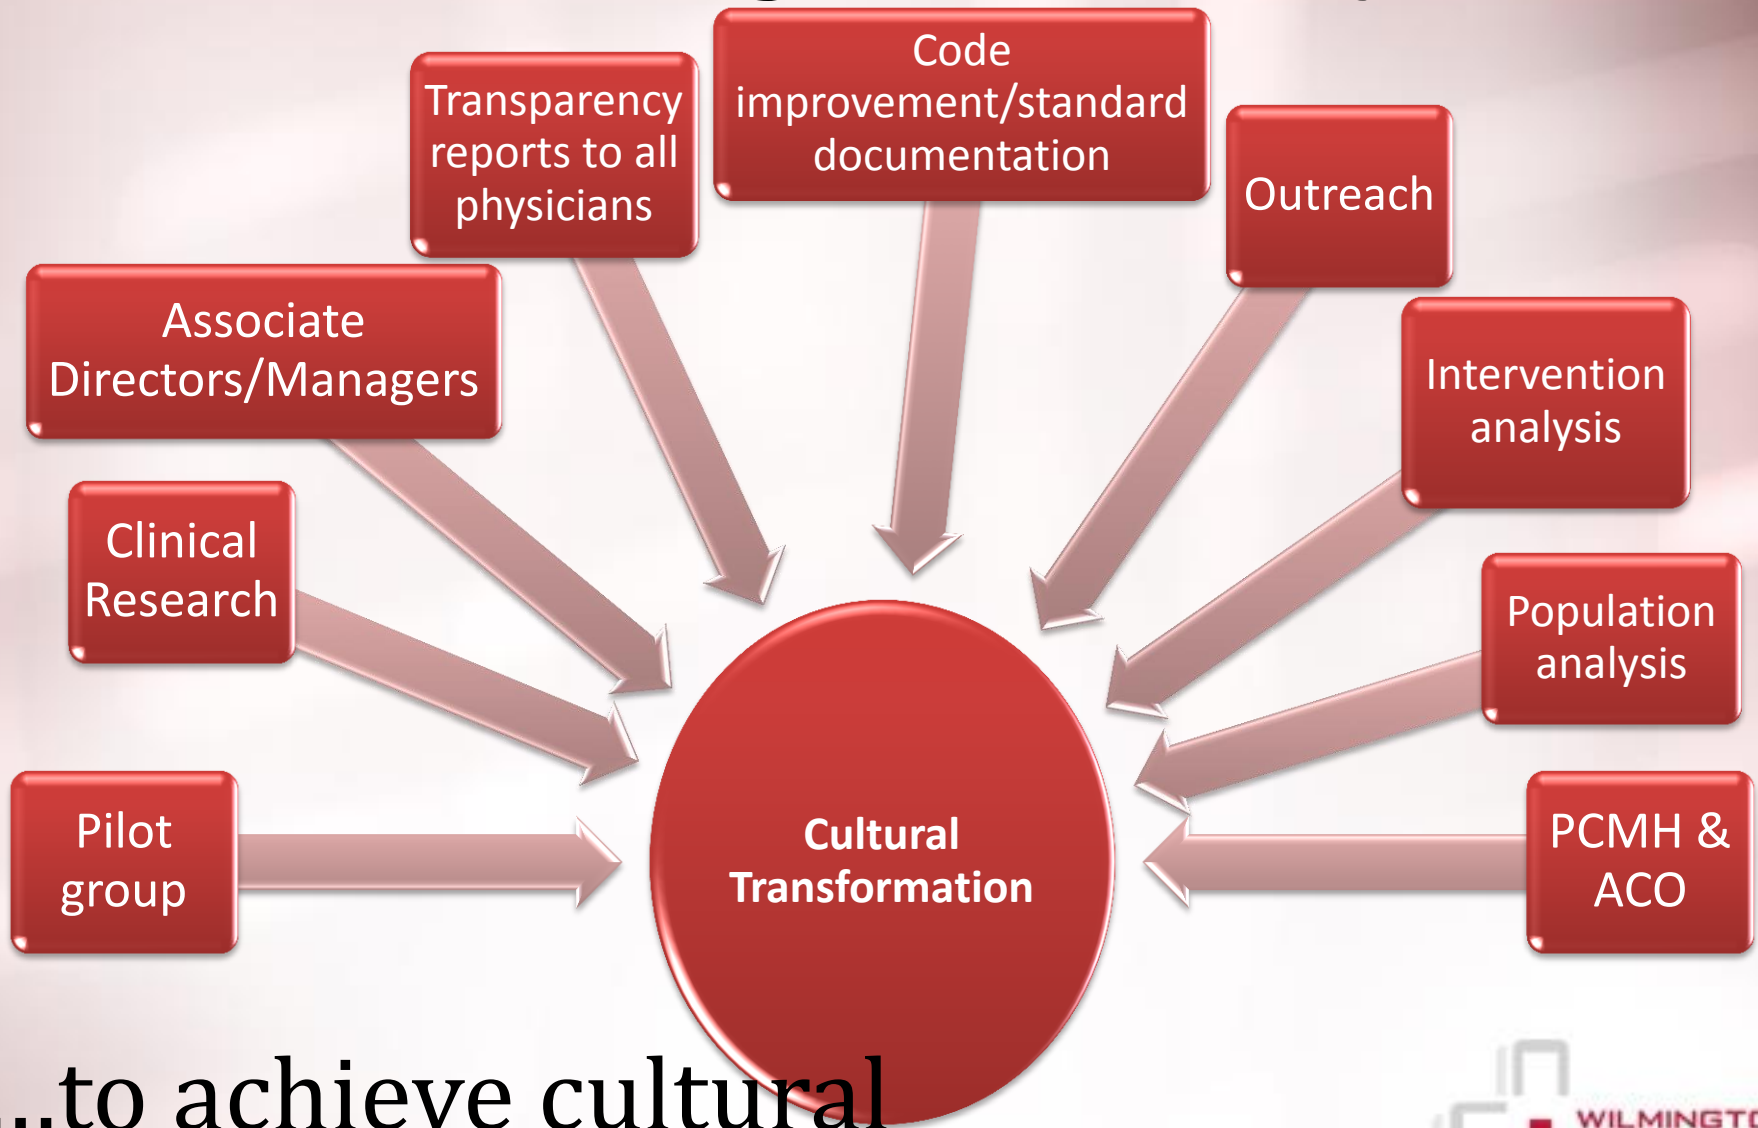 Code
improvement/standard
documentation
Transparency
reports to all
physicians
Outreach
Associate
Directors/Managers
Intervention
analysis
Clinical
Research
Population
analysis
Pilot
group
Cultural
Transformation
PCMH &
ACO
...to achieve cultural